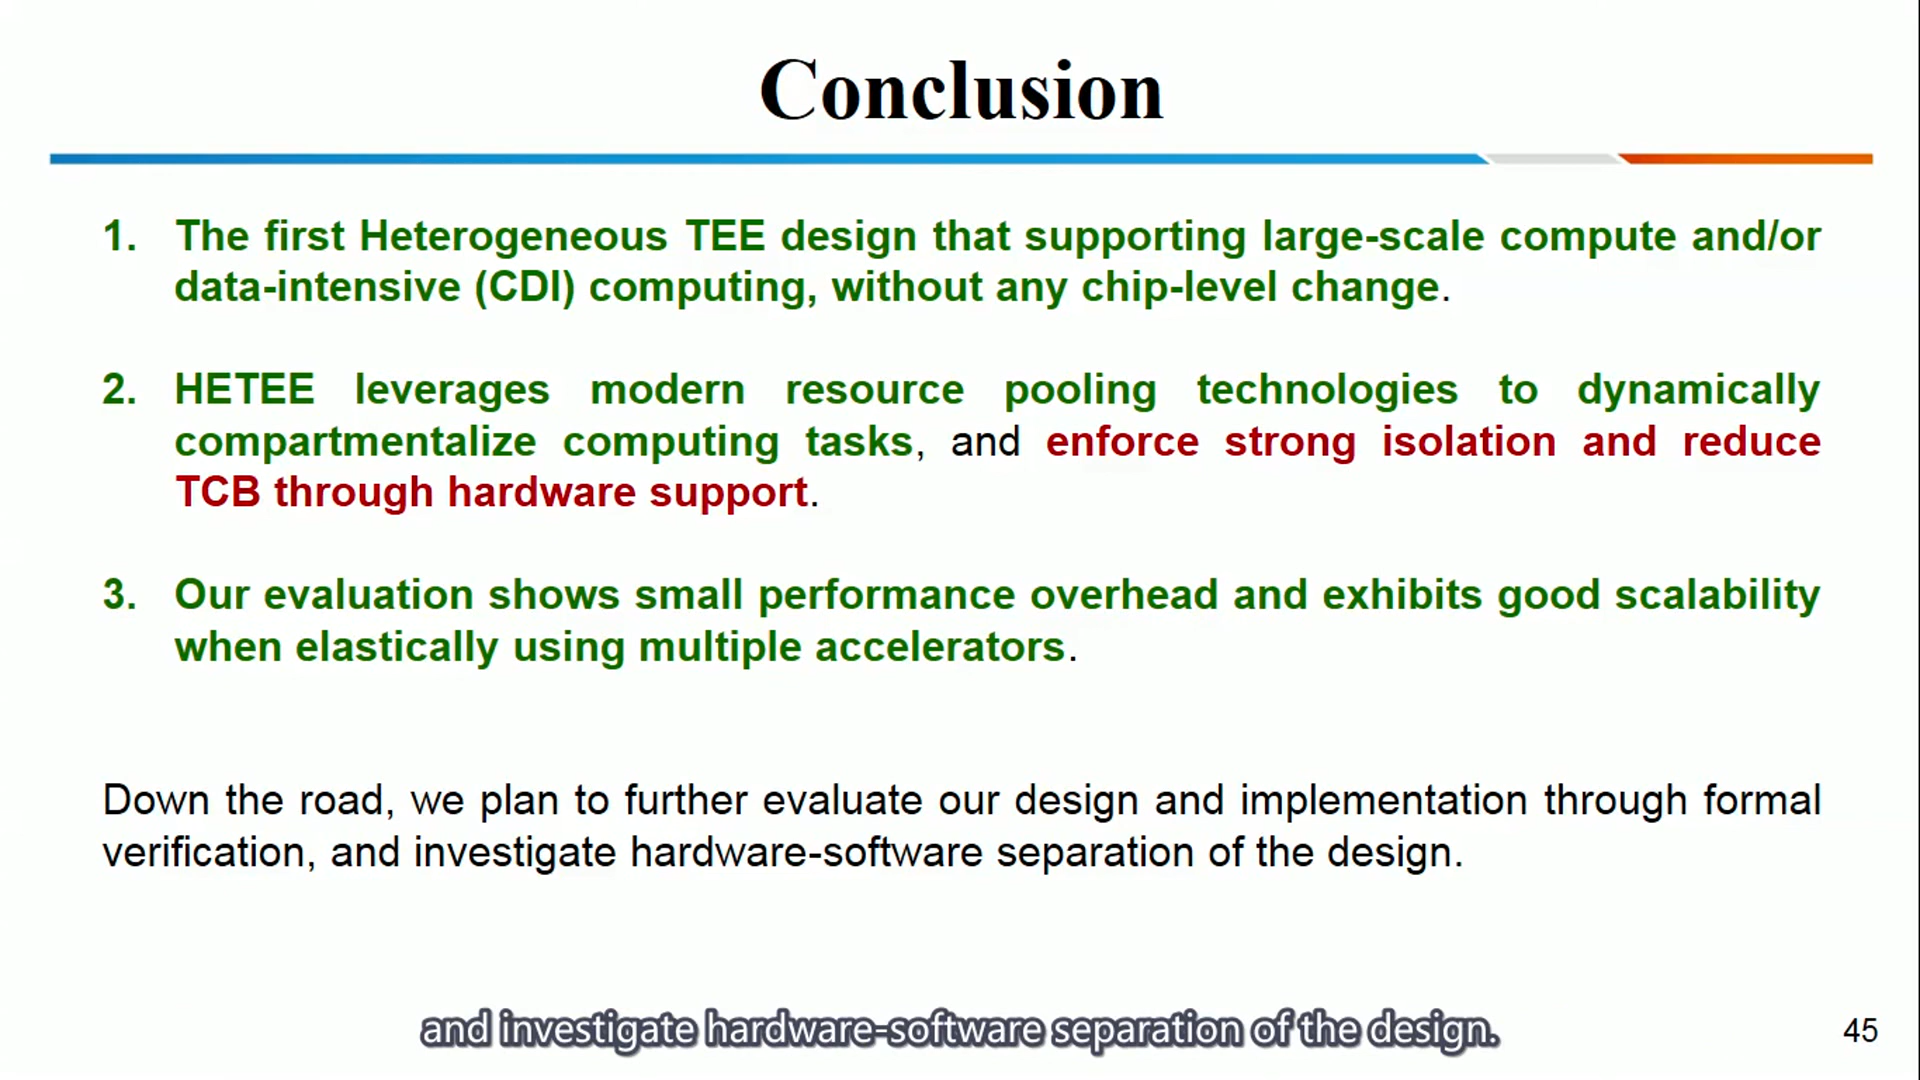 Conclusion
1. The first Heterogeneous TEE design that supporting large-scale compute and/or
data-intensive (CDI) computing, without any chip-level change.
2. HETEE leverages modern resource pooling technologies to dynamically
compartmentalize computing tasks, and enforce strong isolation and reduce
TCB through hardware support.
3. Our evaluation shows small performance overhead and exhibits good scalability
when elastically using multiple accelerators.
Down the road, we plan to further evaluate our design and implementation through formal
verification, and investigate hardware-software separation of the design.
and investigate hardware-software separation of the design.
45